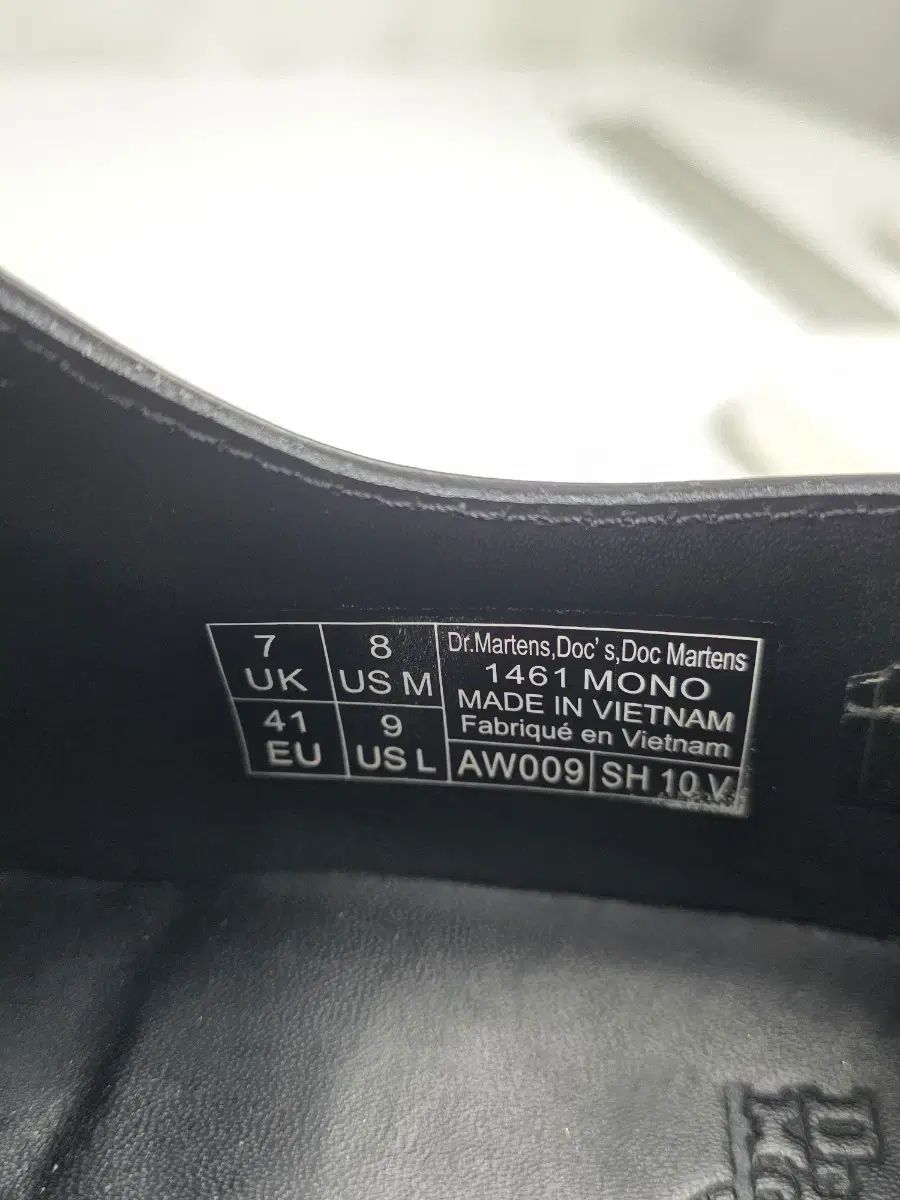 7
UK
8
US M
41
EU
9
US L
Dr.Martens,Doc's,Doc Martens
1461 MONO
MADE IN VIETNAM
Fabriqué en Vietnam
AW009
SH 10 V